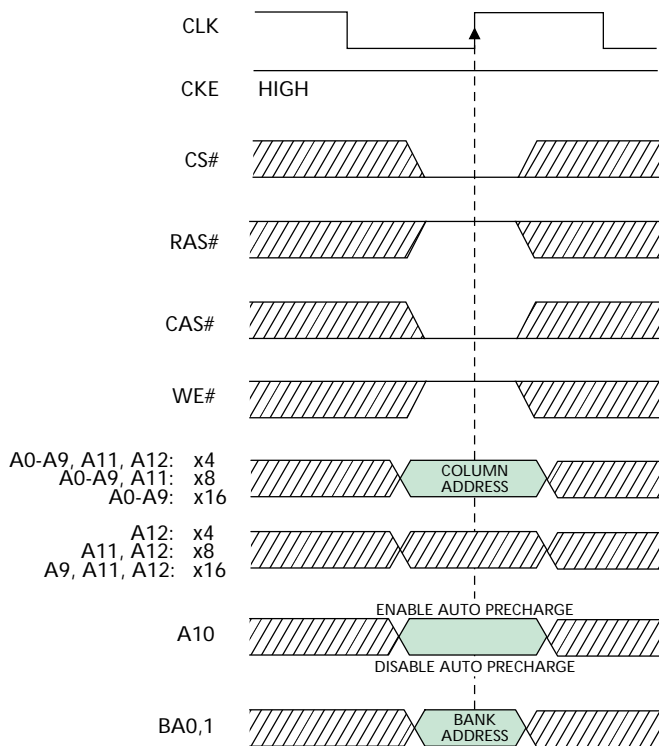 CLK
CKE HIGH
CS#
RAS#
CAS#
WE#
A0-A9, A11, A12: x4
A0-A9, A11: x8
A0-A9: x16
COLUMN
ADDRESS
A12: x4
A11, A12: x8
A9, A11, A12: x16
ENABLE AUTO PRECHARGE
A10
DISABLE AUTO PRECHARGE
BA0,1
BANK
ADDRESS